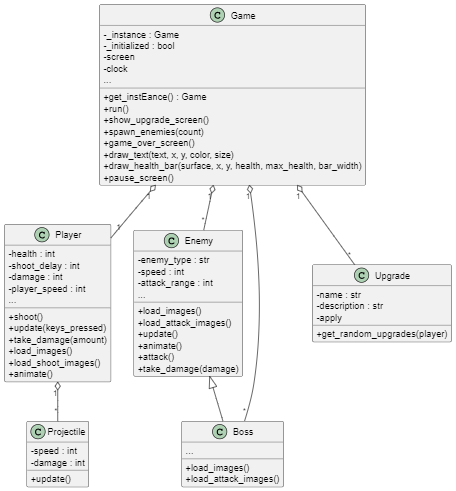 C Game
-_instance : Game
-_initialized : bool
-screen
-clock
...
+get_instEance() : Game
+run()
+show_upgrade_screen()
+spawn_enemies(count)
+game_over_screen()
+draw_text(text, x, y, color, size)
+draw_health_bar(surface, x, y, health, max_health, bar_width)
+pause_screen()
1
1
1
1
*
*
*
C Player
-health : int
-shoot_delay : int
-damage : int
-player_speed : int
...
+shoot()
+update(keys_pressed)
+take_damage(amount)
+load_images()
+load_shoot_images()
+animate()
C Enemy
-enemy_type : str
-speed : int
-attack_range : int
...
+load_images()
+load_attack_images()
+update()
+animate()
+attack()
+take_damage(damage)
C Upgrade
-name : str
-description : str
-apply
+get_random_upgrades(player)
1
*
*
C Projectile
-speed : int
-damage : int
+update()
C Boss
...
+load_images()
+load_attack_images()